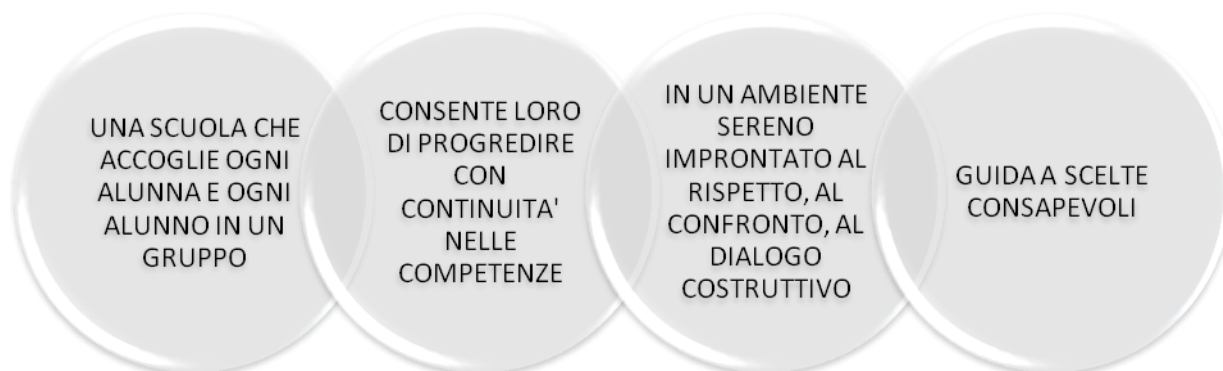 UNA SCUOLA CHE
ACCOGLIE OGNI
ALUNNA E OGNI
ALUNNO IN UN
GRUPPO
CONSENTE LORO
DI PROGREDIRE
CON
CONTINUITA'
NELLE
COMPETENZE
IN UN AMBIENTE
SERENO
IMPRONTATO AL
RISPETTO, AL
CONFRONTO, AL
DIALOGO
COSTRUTTIVO
GUIDA A SCELTE
CONSAPEVOLI